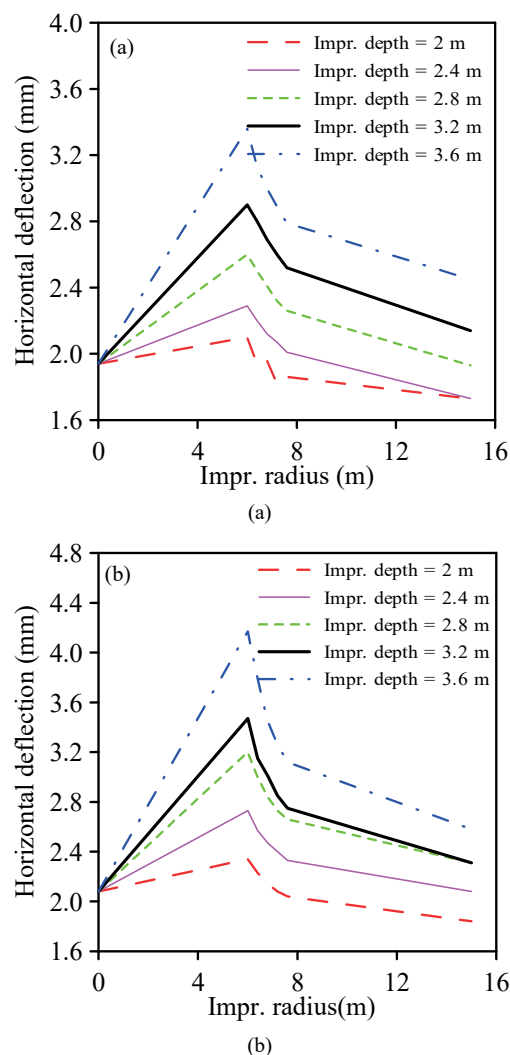 4.0
(a)
Impr. depth = 2 m
Impr. depth = 2.4 m
3.6
Impr. depth = 2.8 m
Impr. depth = 3.2 m
3.2
Impr. depth = 3.6 m
2.8
2.4
2.0
1.6
Horizontal deflection (mm)
0 4 8 12 16
Impr. radius (m)
(a)
4.8
(b)
Impr. depth = 2 m
4.4
Impr. depth = 2.4 m
Impr. depth = 2.8 m
4.0
Impr. depth = 3.2 m
3.6
Impr. depth = 3.6 m
3.2
2.8
2.4
2.0
1.6
Horizontal deflection (mm)
0 4 8 12 16
Impr. radius(m)
(b)